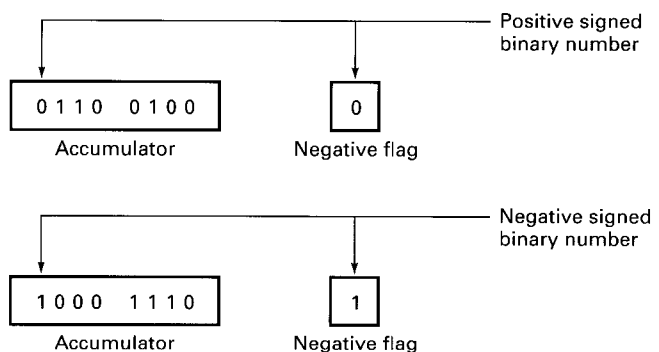 Positive signed
binary number
0110 0100
0
Accumulator
Negative flag
Negative signed
binary number
1000 1110
1
Accumulator
Negative flag